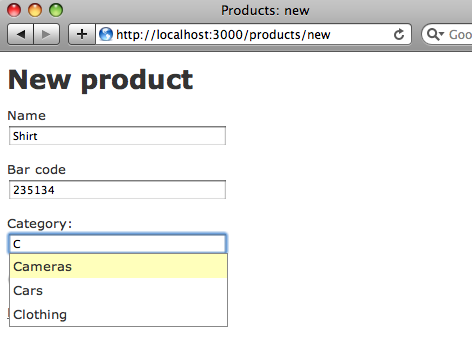 Products: new
http://localhost:3000/products/new
Goo
New product
Name
Shirt
Bar code
235134
Category:
C
Cameras
Cars
Clothing